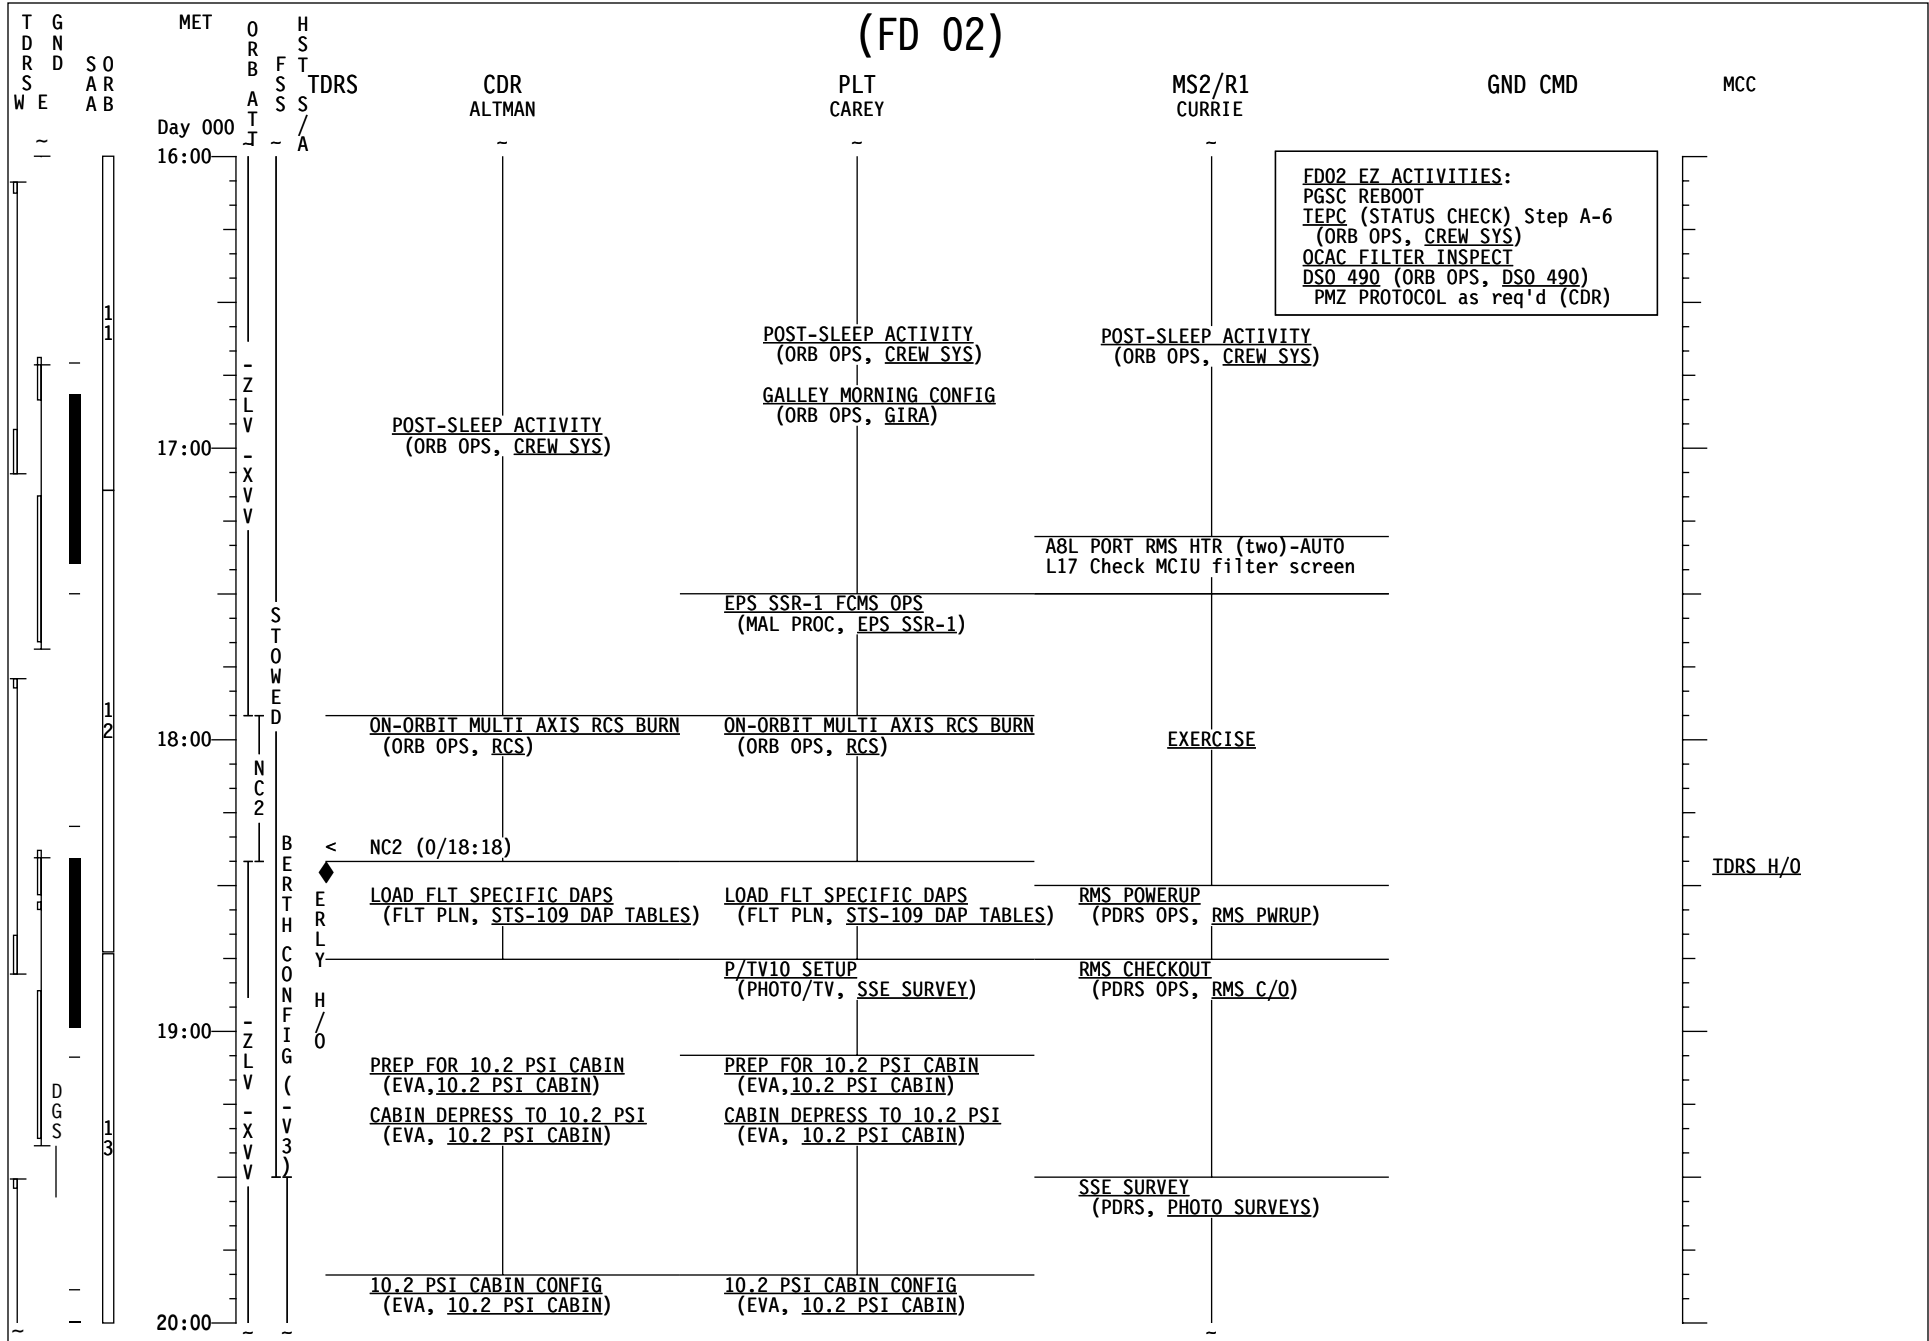 (FD 02)
TDRS
W E
GND
SAA
ORB
MET
ORB ATT
FSS
HST S/A
TDRS
CDR
ALTMAN
PLT
CAREY
MS2/R1
CURRIE
GND CMD
MCC
Day 000
~ ~ ~ ~ ~ ~
16:00
FD02 EZ ACTIVITIES:
PGSC REBOOT
TEPC (STATUS CHECK) Step A-6
(ORB OPS, CREW SYS)
OCAC FILTER INSPECT
DSO 490 (ORB OPS, DSO 490)
PMZ PROTOCOL as req'd (CDR)
11
POST-SLEEP ACTIVITY
(ORB OPS, CREW SYS)
POST-SLEEP ACTIVITY
(ORB OPS, CREW SYS)
GALLEY MORNING CONFIG
(ORB OPS, GIRA)
POST-SLEEP ACTIVITY
(ORB OPS, CREW SYS)
-ZLV -XVV
17:00
A8L PORT RMS HTR (two)-AUTO
L17 Check MCIU filter screen
EPS SSR-1 FCMS OPS
(MAL PROC, EPS SSR-1)
STOWED
12
ON-ORBIT MULTI AXIS RCS BURN
(ORB OPS, RCS)
ON-ORBIT MULTI AXIS RCS BURN
(ORB OPS, RCS)
18:00
EXERCISE
NC2
< NC2 (0/18:18)
TDRS H/O
BERTH CONFIG (-V3)
ERLY H/O
LOAD FLT SPECIFIC DAPS
(FLT PLN, STS-109 DAP TABLES)
LOAD FLT SPECIFIC DAPS
(FLT PLN, STS-109 DAP TABLES)
RMS POWERUP
(PDRS OPS, RMS PWRUP)
P/TV10 SETUP
(PHOTO/TV, SSE SURVEY)
RMS CHECKOUT
(PDRS OPS, RMS C/O)
19:00
-ZLV -XVV
DGS
13
PREP FOR 10.2 PSI CABIN
(EVA,10.2 PSI CABIN)
PREP FOR 10.2 PSI CABIN
(EVA,10.2 PSI CABIN)
CABIN DEPRESS TO 10.2 PSI
(EVA, 10.2 PSI CABIN)
CABIN DEPRESS TO 10.2 PSI
(EVA, 10.2 PSI CABIN)
SSE SURVEY
(PDRS, PHOTO SURVEYS)
10.2 PSI CABIN CONFIG
(EVA, 10.2 PSI CABIN)
10.2 PSI CABIN CONFIG
(EVA, 10.2 PSI CABIN)
20:00
~ ~ ~ ~